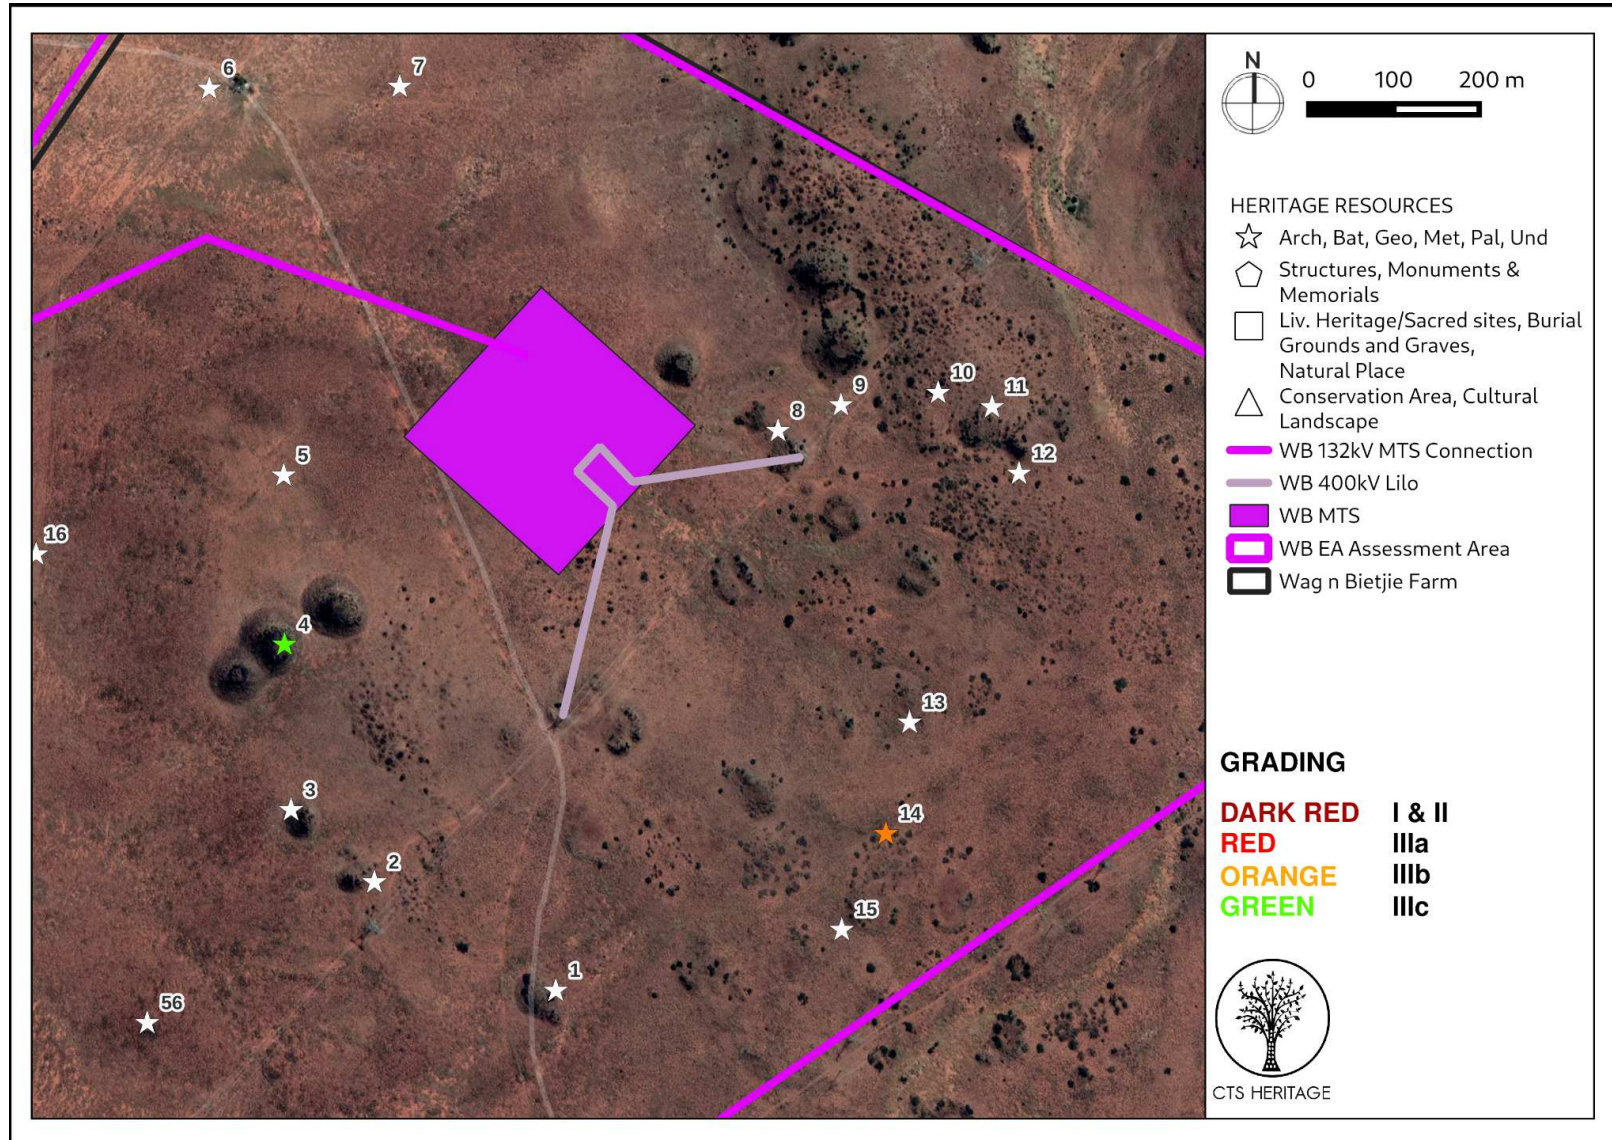 6
7
10
11
9
8
12
5
16
4
13
3
14
2
15
1
56
N
0 100 200 m
HERITAGE RESOURCES
Arch, Bat, Geo, Met, Pal, Und
Structures, Monuments &
Memorials
Liv. Heritage/Sacred sites, Burial
Grounds and Graves,
Natural Place
Conservation Area, Cultural
Landscape
WB 132kV MTS Connection
WB 400kV Lilo
WB MTS
WB EA Assessment Area
Wag n Bietjie Farm
GRADING
DARK RED I & II
RED IIIa
ORANGE IIIb
GREEN IIIc
CTS HERITAGE